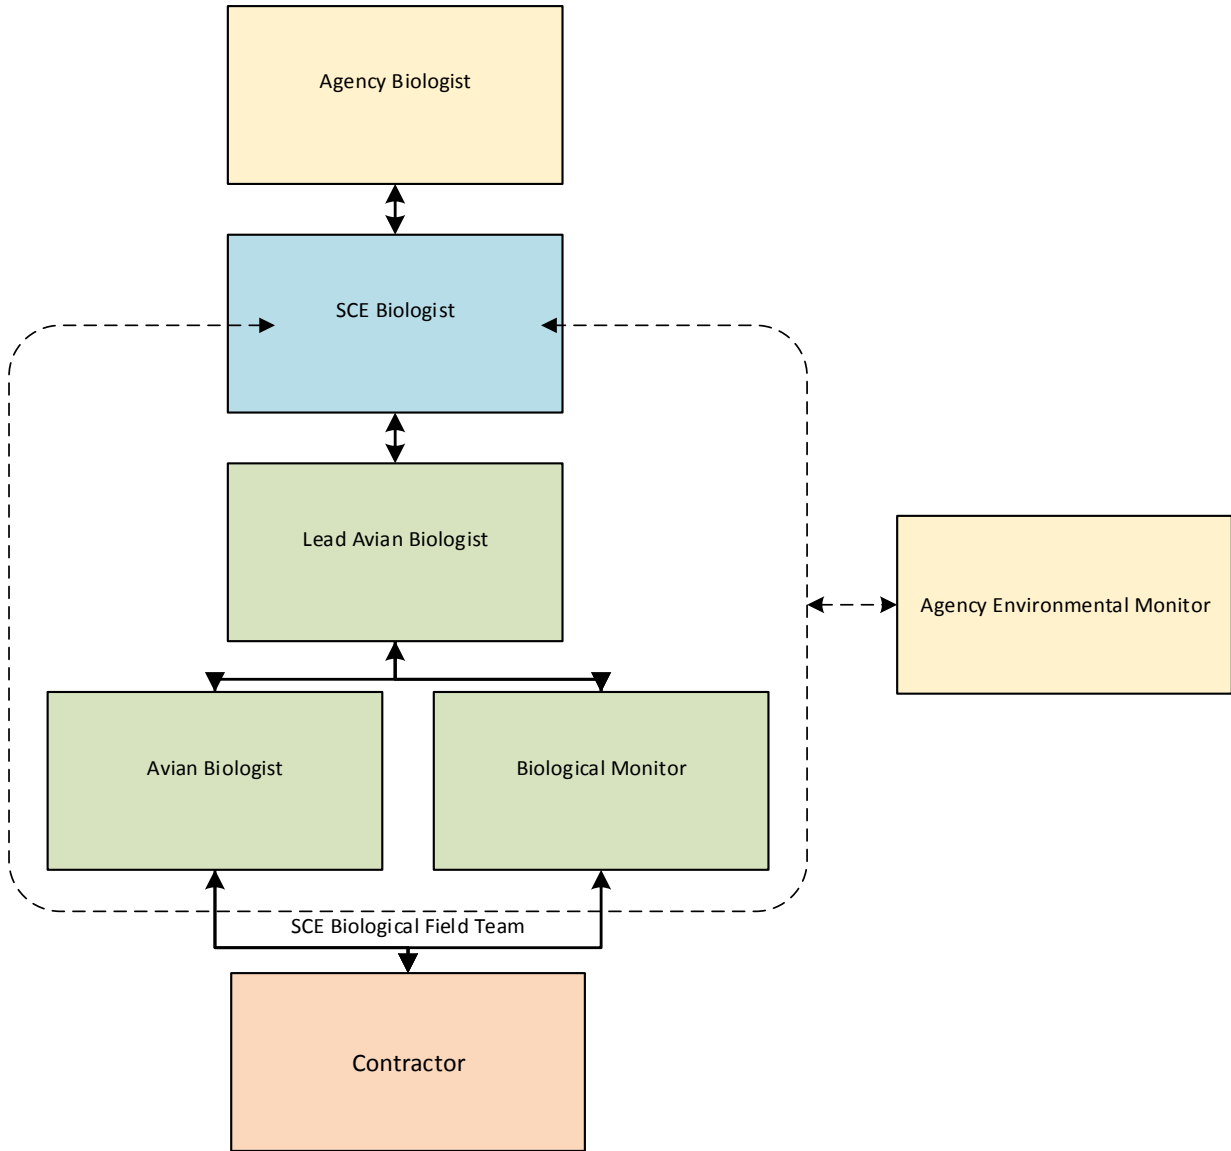 Agency Biologist
SCE Biologist
Lead Avian Biologist
Agency Environmental Monitor
Avian Biologist
Biological Monitor
SCE Biological Field Team
Contractor